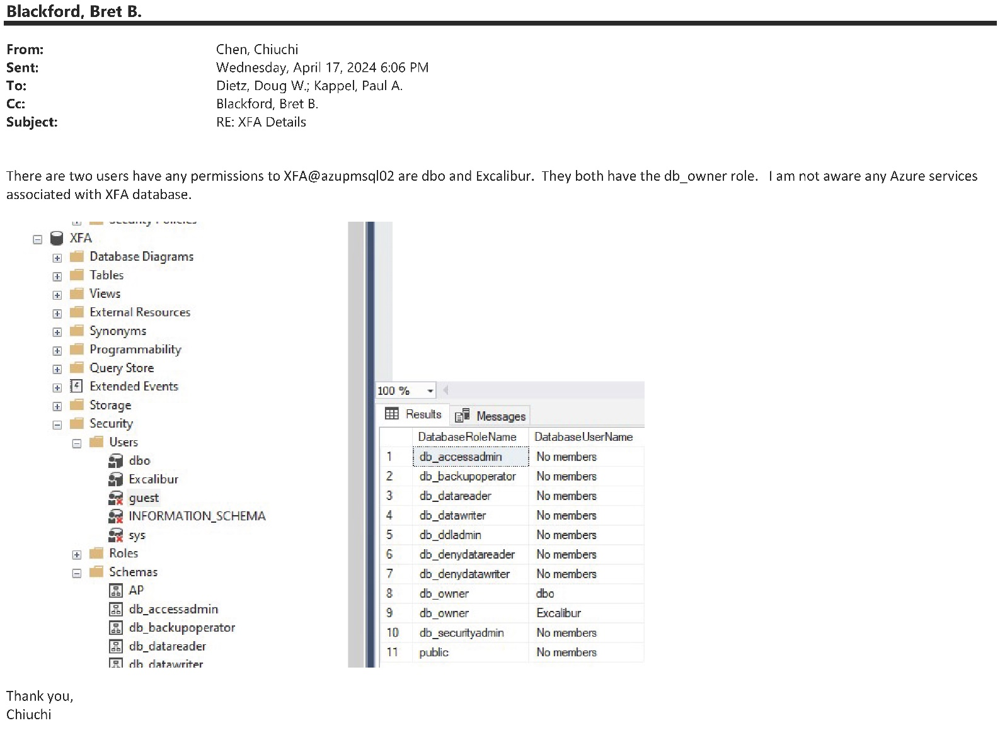 Blackford, Bret B.
From: Chen, Chiuchi
Sent: Wednesday, April 17, 2024 6:06 PM
To: Dietz, Doug W.; Kappel, Paul A.
Cc: Blackford, Bret B.
Subject: RE: XFA Details
There are two users have any permissions to XFA@azupmsql02 are dbo and Excalibur.  They both have the db_owner role.   I am not aware any Azure services
associated with XFA database.
Security Policies
XFA
Database Diagrams
Tables
Views
External Resources
Synonyms
Programmability
Query Store
Extended Events
Storage
Security
Users
dbo
Excalibur
guest
INFORMATION_SCHEMA
sys
Roles
Schemas
AP
db_accessadmin
db_backupoperator
db_datareader
db_datawriter
100 %
Results Messages
DatabaseRoleName DatabaseUserName
1 db_accessadmin No members
2 db_backupoperator No members
3 db_datareader No members
4 db_datawriter No members
5 db_ddladmin No members
6 db_denydatareader No members
7 db_denydatawriter No members
8 db_owner dbo
9 db_owner Excalibur
10 db_securityadmin No members
11 public No members
Thank you,
Chiuchi